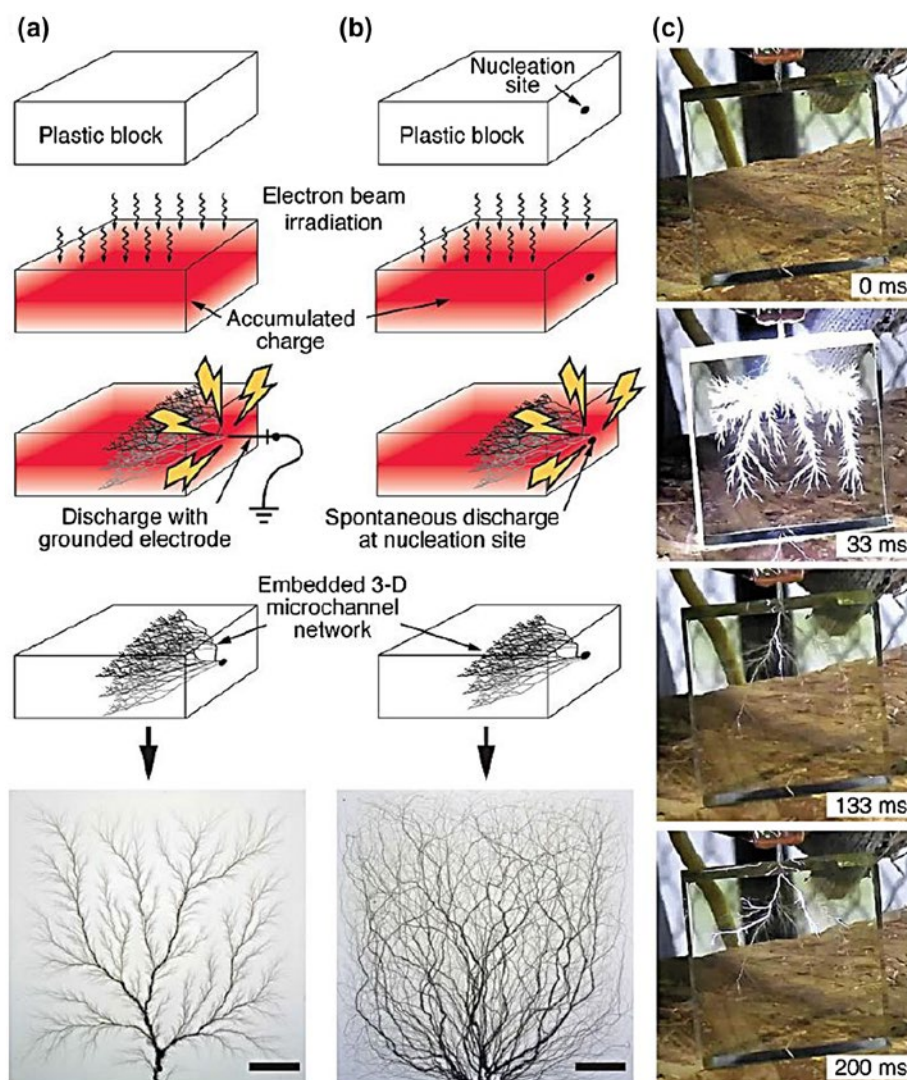 (a)
Plastic block
(b)
Nucleation
site
Plastic block
Electron beam
irradiation
Accumulated
charge
Discharge with
grounded electrode
Spontaneous discharge
at nucleation site
Embedded 3-D
microchannel
network
(c)
0 ms
33 ms
133 ms
200 ms